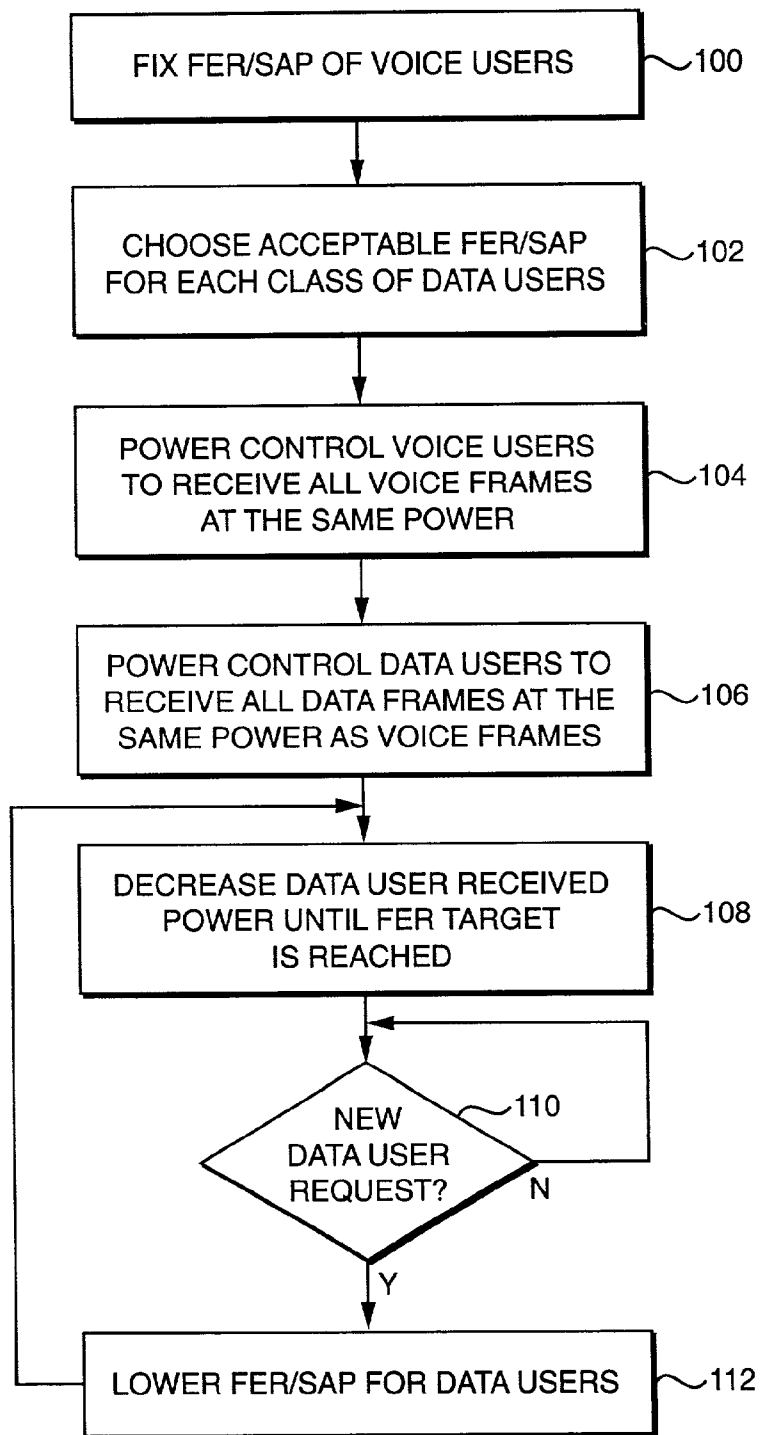 FIX FER/SAP OF VOICE USERS
100
CHOOSE ACCEPTABLE FER/SAP
FOR EACH CLASS OF DATA USERS
102
POWER CONTROL VOICE USERS
TO RECEIVE ALL VOICE FRAMES
AT THE SAME POWER
104
POWER CONTROL DATA USERS TO
RECEIVE ALL DATA FRAMES AT THE
SAME POWER AS VOICE FRAMES
106
DECREASE DATA USER RECEIVED
POWER UNTIL FER TARGET
IS REACHED
108
NEW
DATA USER
REQUEST?
110
N
Y
LOWER FER/SAP FOR DATA USERS
112